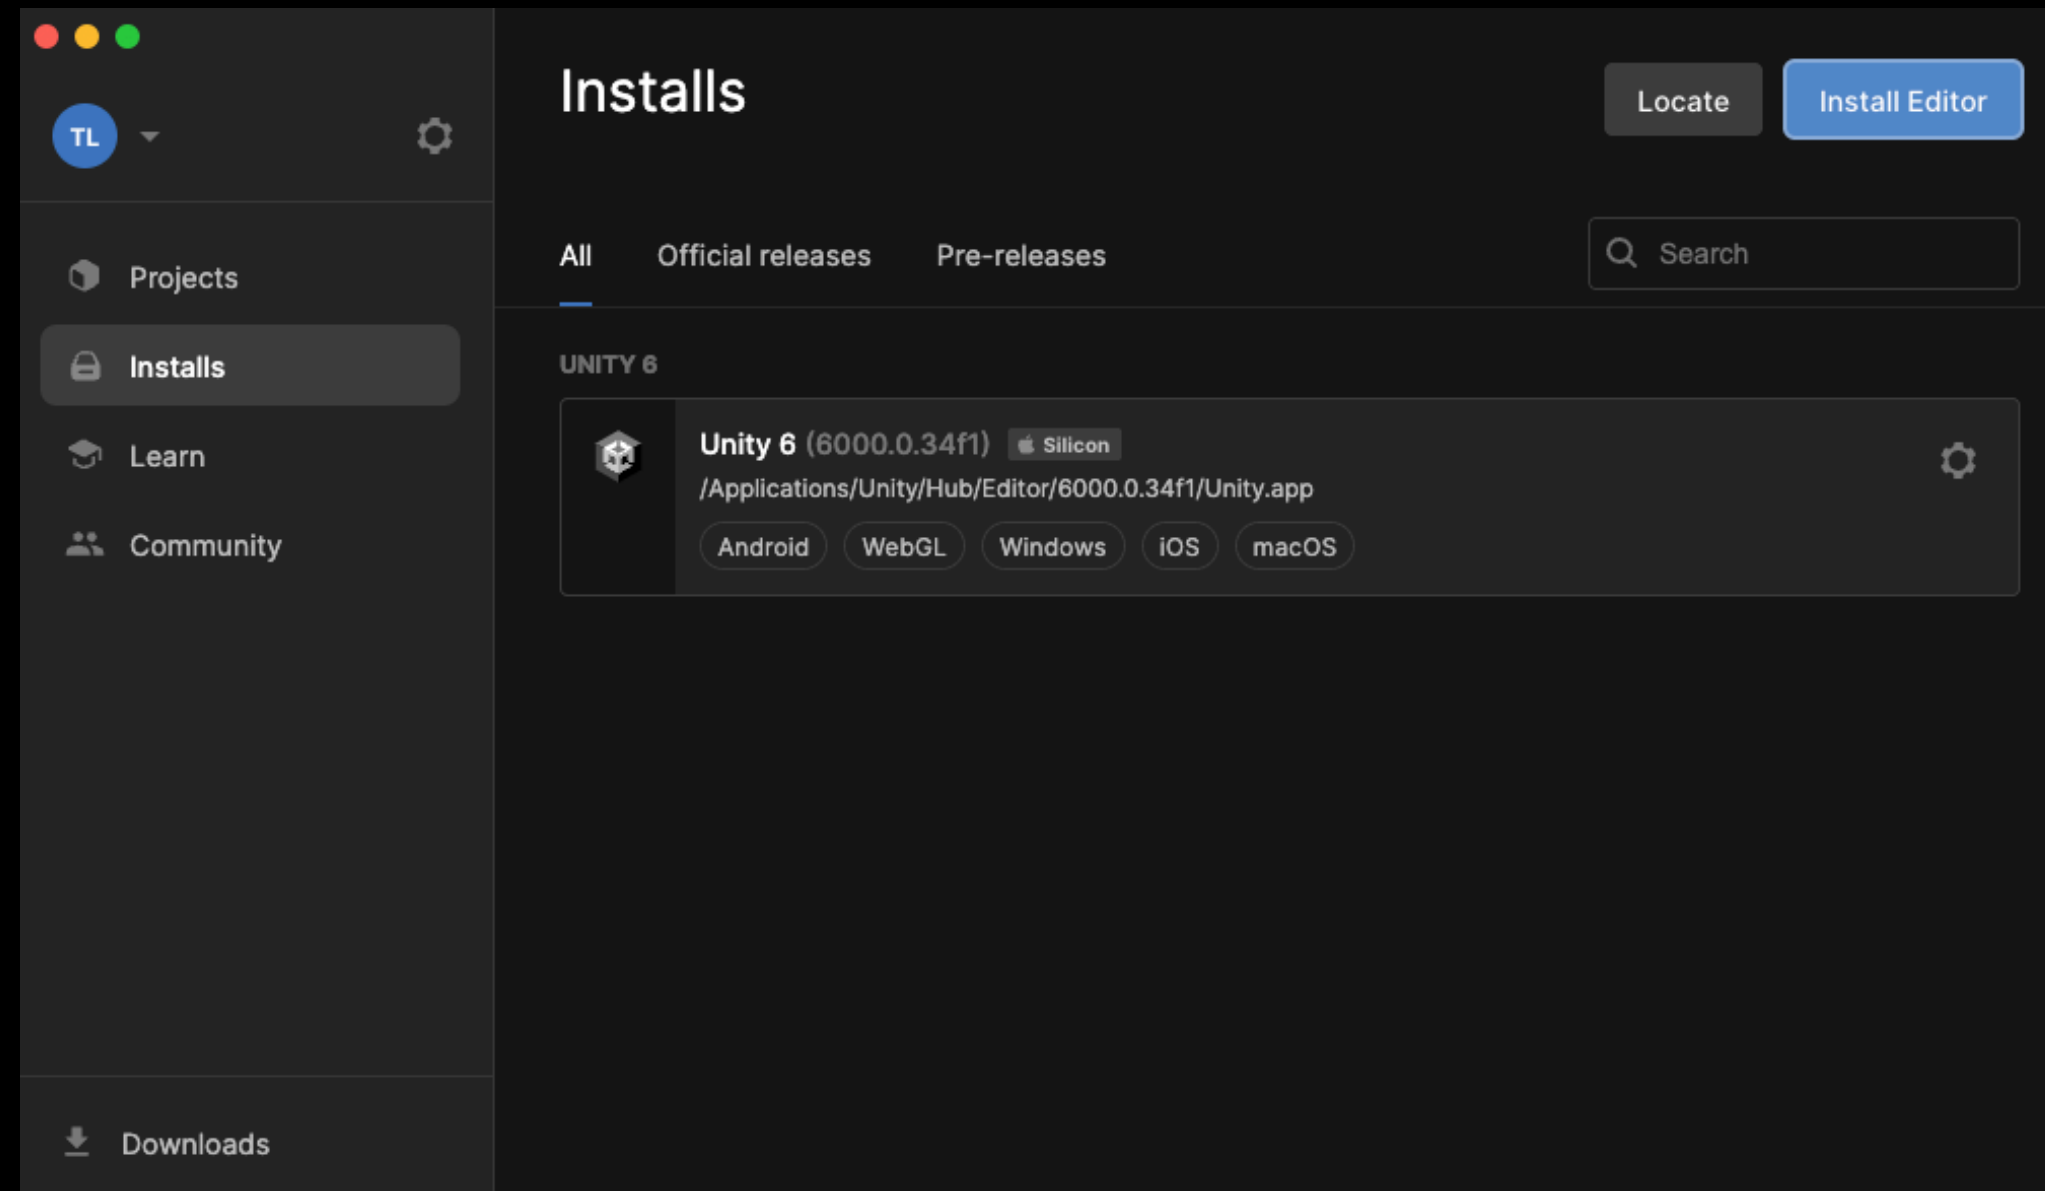 TL
Projects
Installs
Learn
Community
Downloads
Installs
Locate
Install Editor
All Official releases Pre-releases
Search
UNITY 6
Unity 6 (6000.0.34f1) Silicon
/Applications/Unity/Hub/Editor/6000.0.34f1/Unity.app
Android WebGL Windows iOS macOS